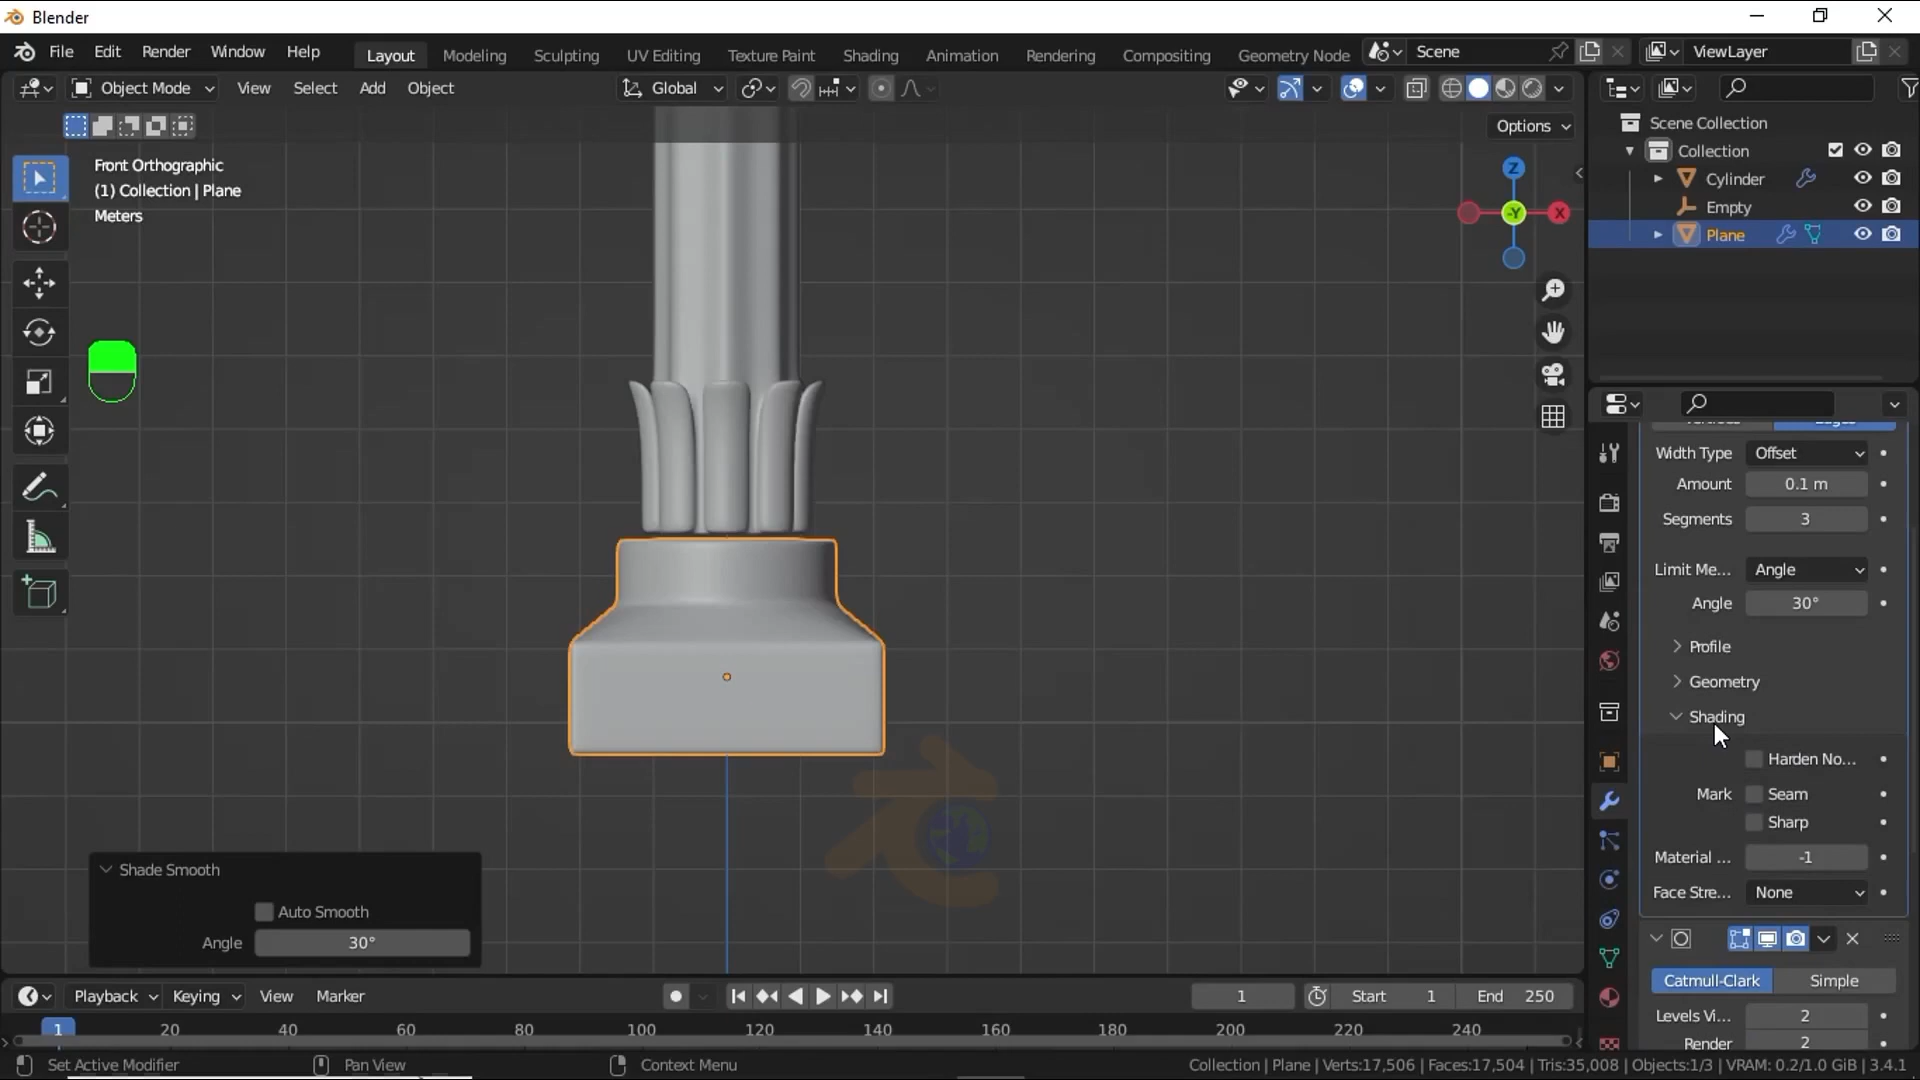 Blender
File Edit Render Window Help
Layout Modeling Sculpting UV Editing Texture Paint Shading Animation Rendering Compositing Geometry Node
Scene
ViewLayer
Object Mode View Select Add Object
Global
Options
Front Orthographic
(1) Collection | Plane
Meters
Z
-Y
X
Scene Collection
Collection
Cylinder
Empty
Plane
Width Type Offset
Amount 0.1 m
Segments 3
Limit Me... Angle
Angle 30°
Profile
Geometry
Shading
Harden No...
Mark Seam
Sharp
Material ... -1
Face Stre... None
Catmull-Clark Simple
Levels Vi... 2
Render 2
Shade Smooth
Auto Smooth
Angle 30°
Playback Keying View Marker
1 Start 1 End 250
1 20 40 60 80 100 120 140 160 180 200 220 240
Set Active Modifier Pan View Context Menu
Collection | Plane | Verts:17,506 | Faces:17,504 | Tris:35,008 | Objects:1/3 | VRAM: 0.2/1.0 GiB | 3.4.1